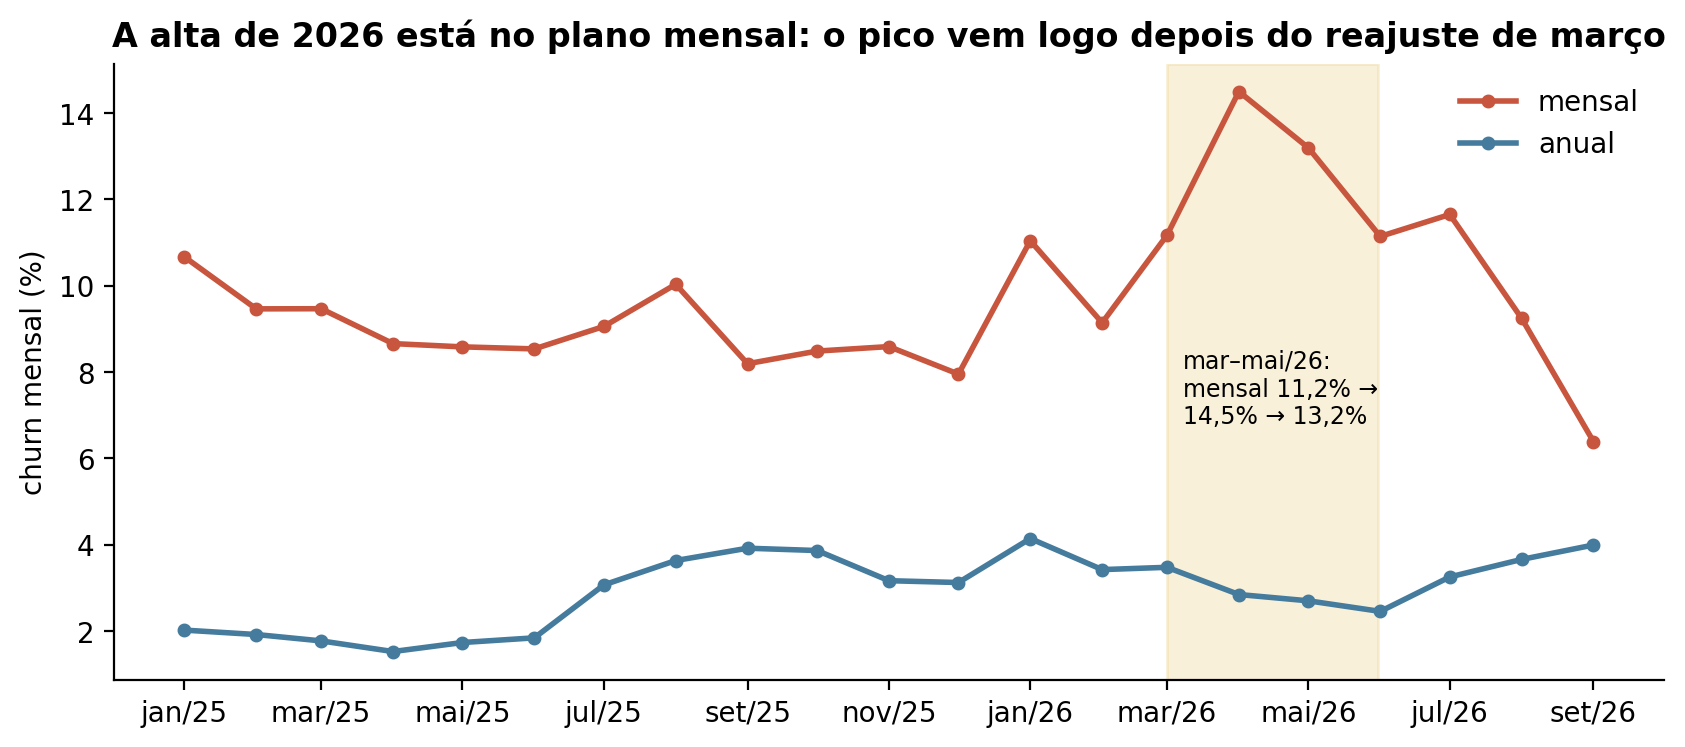 A alta de 2026 está no plano mensal: o pico vem logo depois do reajuste de março
churn mensal (%)
14
12
10
8
6
4
2
mensal
anual
mar–mai/26:
mensal 11,2% →
14,5% → 13,2%
jan/25
mar/25
mai/25
jul/25
set/25
nov/25
jan/26
mar/26
mai/26
jul/26
set/26